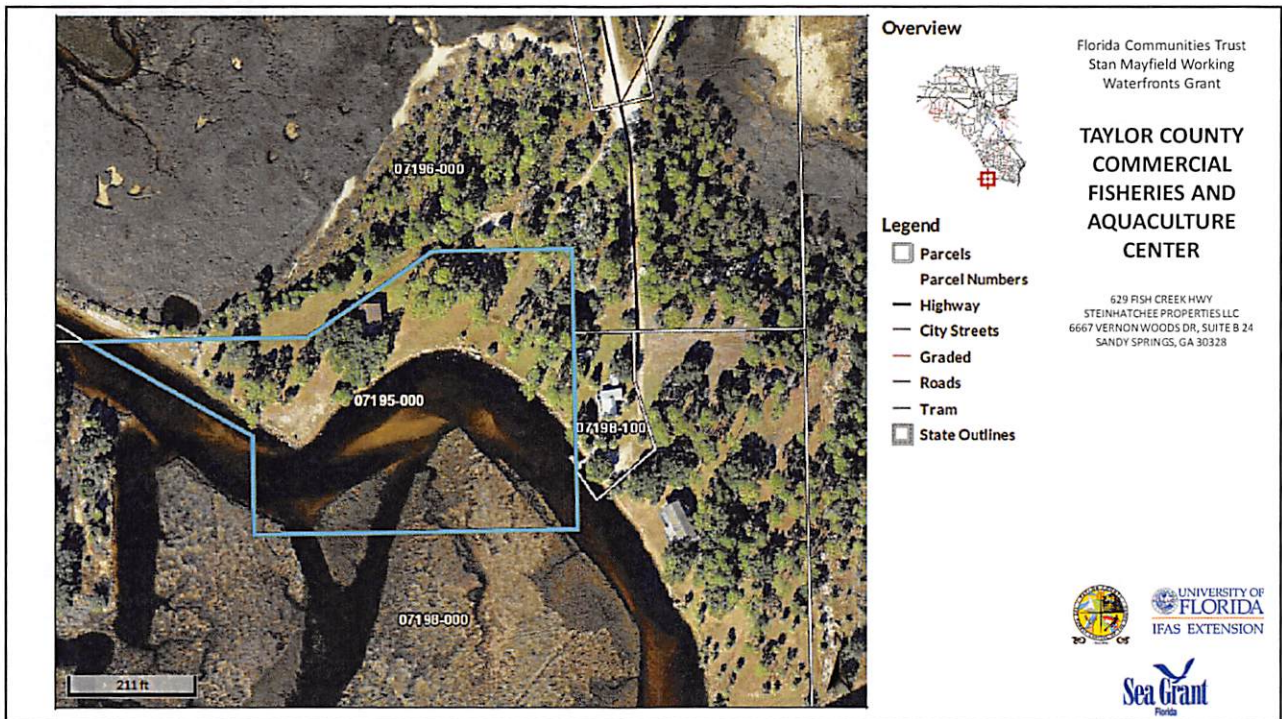 07196-000
07195-000
07198-100
07198-000
211 ft
Overview
Legend
Parcels
Parcel Numbers
Highway
City Streets
Graded
Roads
Tram
State Outlines
Florida Communities Trust
Stan Mayfield Working
Waterfronts Grant
TAYLOR COUNTY
COMMERCIAL
FISHERIES AND
AQUACULTURE
CENTER
629 FISH CREEK HWY
STEINHATCHEE PROPERTIES LLC
6667 VERNON WOODS DR, SUITE B 24
SANDY SPRINGS, GA 30328
UNIVERSITY OF
FLORIDA
IFAS EXTENSION
Sea Grant
Florida